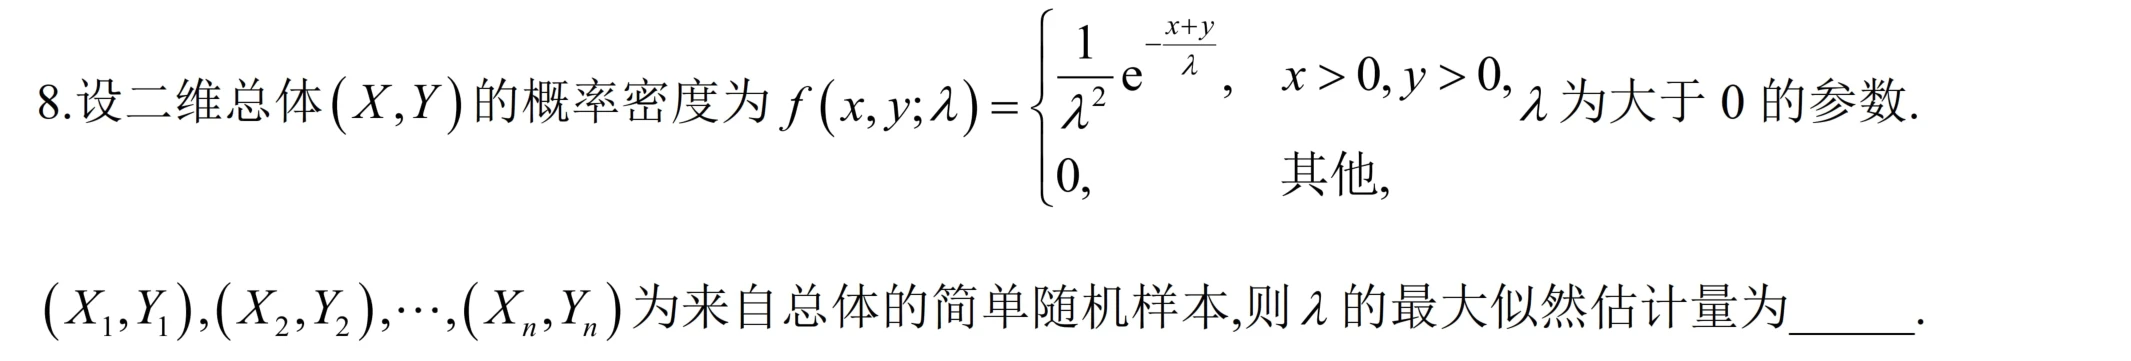 8.设二维总体(X,Y)的概率密度为f(x,y;λ)={1/λ² e^{-(x+y)/λ}, x>0,y>0, λ为大于0的参数.
0, 其他,
(X₁,Y₁),(X₂,Y₂),⋯,(Xₙ,Yₙ)为来自总体的简单随机样本,则λ的最大似然估计量为______.